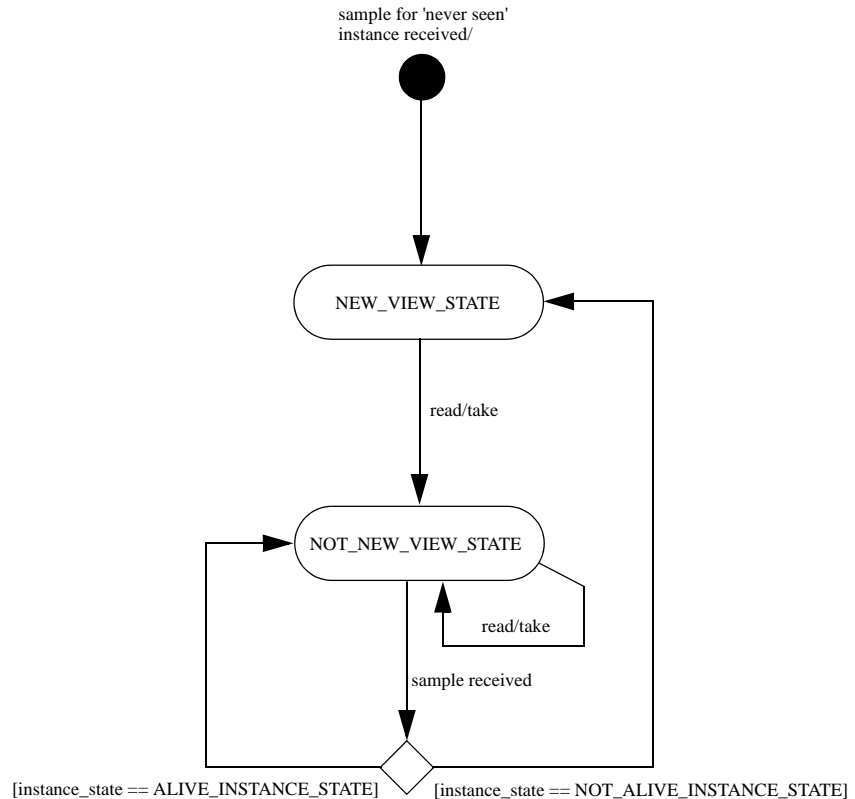 sample for 'never seen'
instance received/
NEW_VIEW_STATE
read/take
NOT_NEW_VIEW_STATE
read/take
sample received
[instance_state == ALIVE_INSTANCE_STATE]
[instance_state == NOT_ALIVE_INSTANCE_STATE]